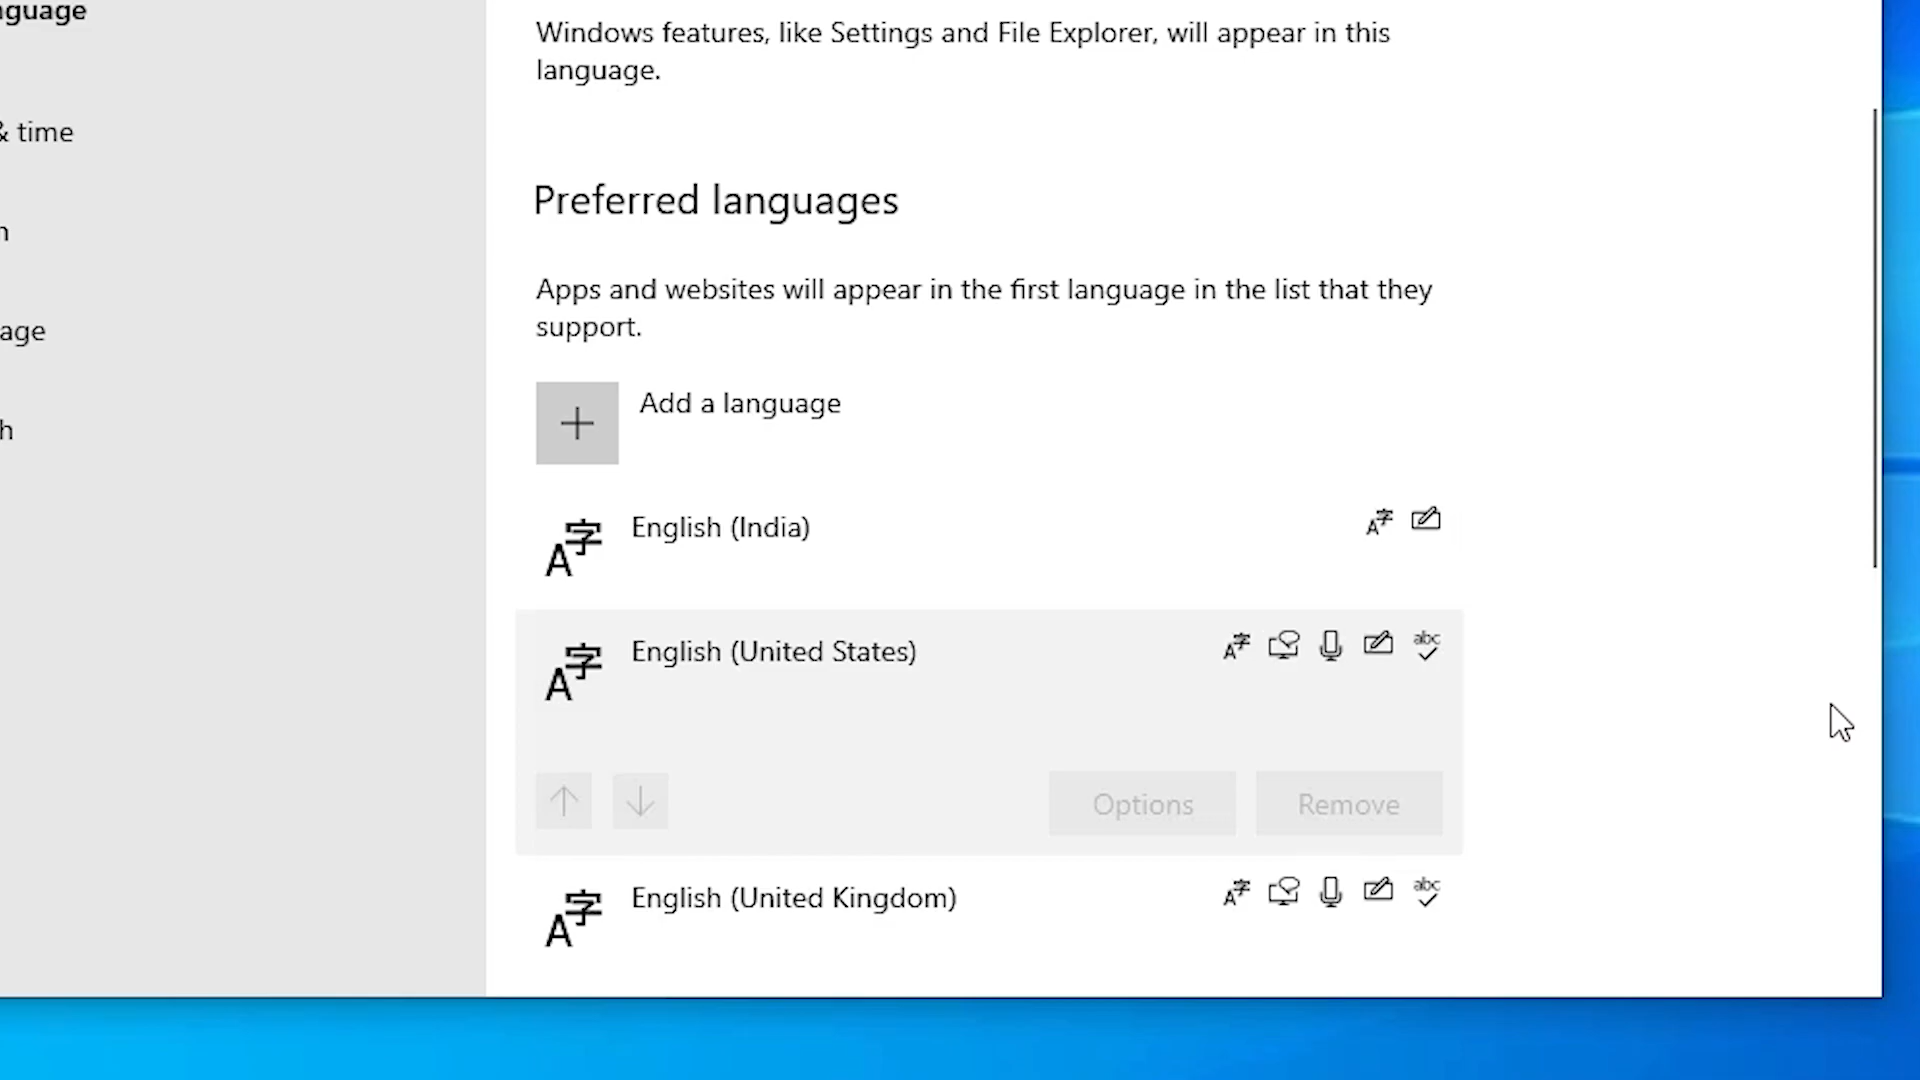 nguage
Windows features, like Settings and File Explorer, will appear in this
language.
& time
Preferred languages
n
Apps and websites will appear in the first language in the list that they
support.
age
Add a language
h
English (India)
English (United States)
Options
Remove
English (United Kingdom)